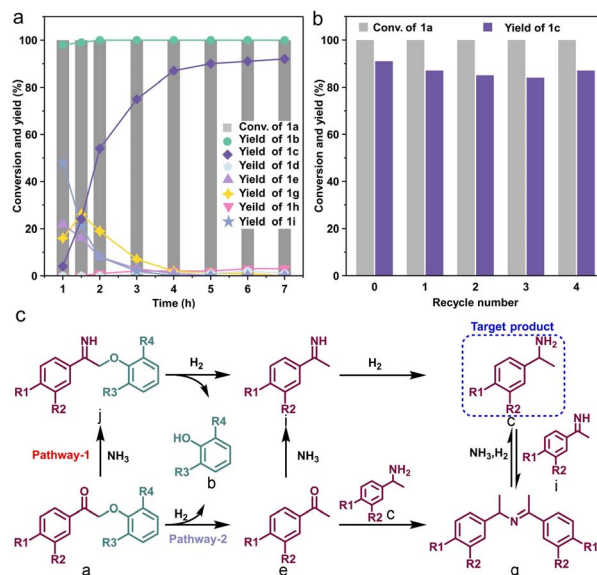 a
Conversion and yield (%)
100
80
60
40
20
0
Conv. of 1a
Yield of 1b
Yield of 1c
Yeild of 1d
Yield of 1e
Yield of 1g
Yield of 1h
Yield of 1i
1 2 3 4 5 6 7
Time (h)
b
Conv. of 1a
Yield of 1c
Conversion and yield (%)
100
80
60
40
20
0
0 1 2 3 4
Recycle number
c
NH
R4
O
R3
R1
R2
j
H2
NH
R1
R2
i
H2
Target product
NH2
R1
R2
C
Pathway-1
NH3
R4
HO
R3
b
NH3
NH3,H2
NH
R1
R2
i
O
R4
O
R3
R1
R2
a
H2
Pathway-2
O
R1
R2
e
NH2
R1
R2
C
N
R1
R2
R2
R1
g